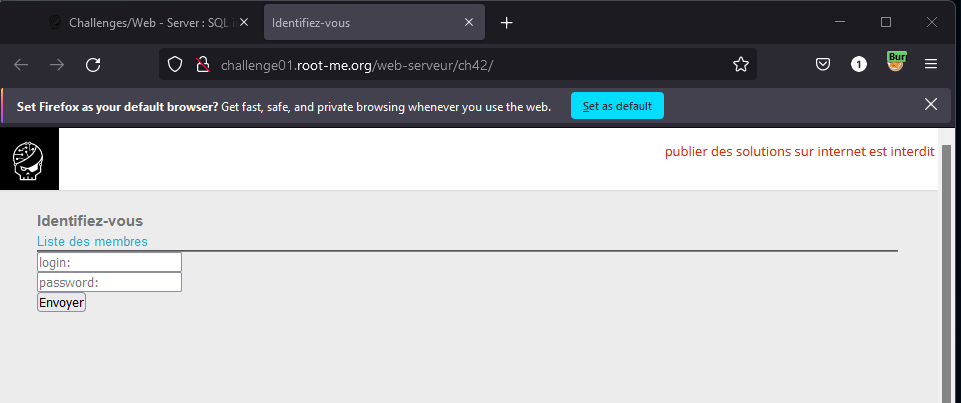 Challenges/Web - Server : SQL i
Identifiez-vous
challenge01.root-me.org/web-serveur/ch42/
1
Bur
Set Firefox as your default browser? Get fast, safe, and private browsing whenever you use the web.
Set as default
publier des solutions sur internet est interdit
Identifiez-vous
Liste des membres
login:
password:
Envoyer